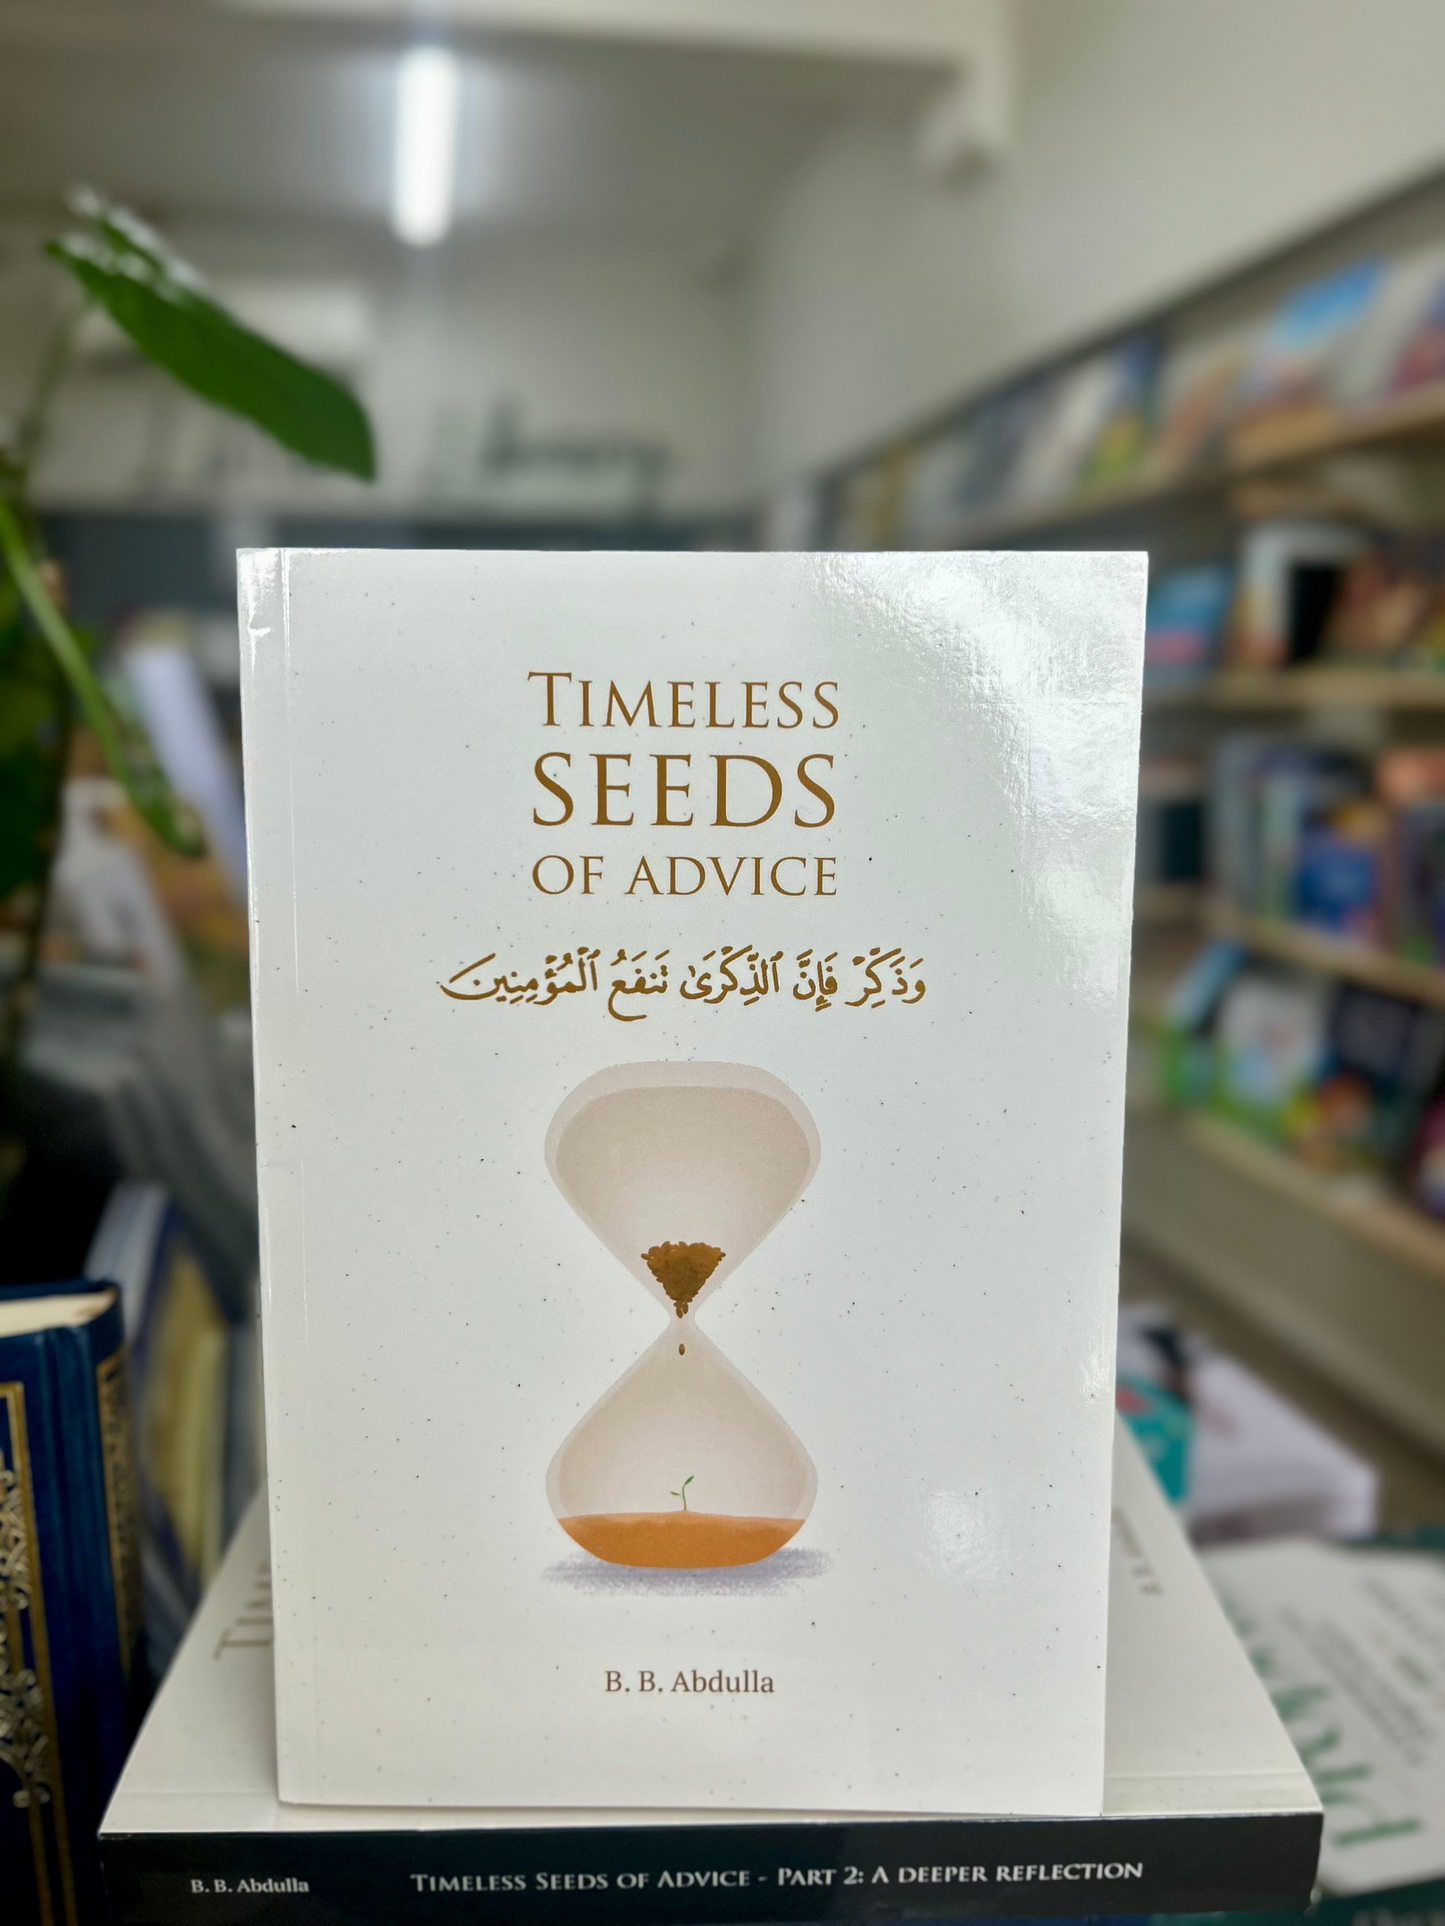 TIMELESS
SEEDS
OF ADVICE
وَذَكِّرْ فَإِنَّ ٱلذِّكْرَىٰ تَنفَعُ ٱلْمُؤْمِنِينَ
B. B. Abdulla
B. B. Abdulla TIMELESS SEEDS OF ADVICE - PART 2: A DEEPER REFLECTION